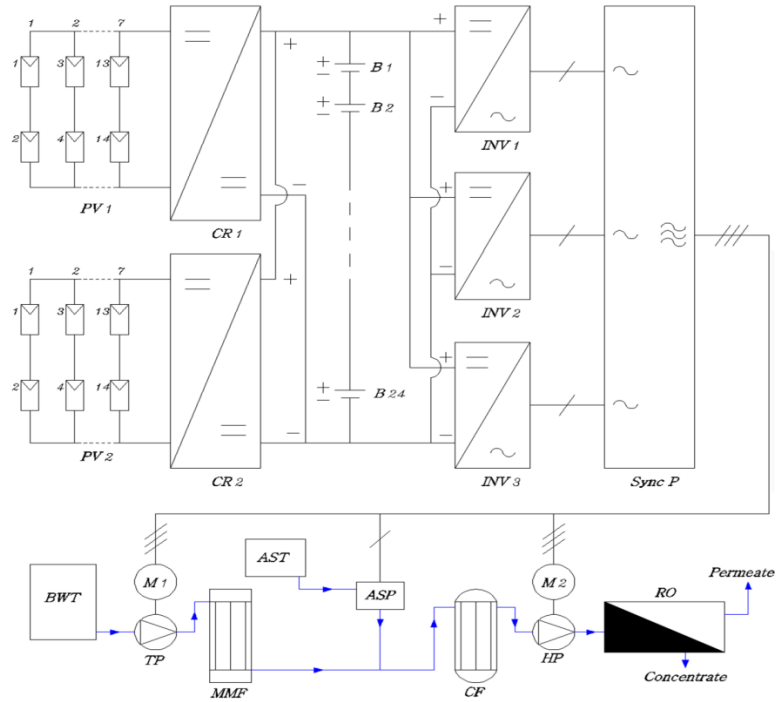 1 2 7
1 3 13
2 4 14
PV 1
CR 1
+
−
B 1
B 2
B 24
+
−
INV 1
+
−
INV 2
+
−
INV 3
Sync P
1 2 7
1 3 13
2 4 14
PV 2
CR 2
+
−
BWT
M 1
TP
MMF
AST
ASP
CF
M 2
HP
RO
Permeate
Concentrate